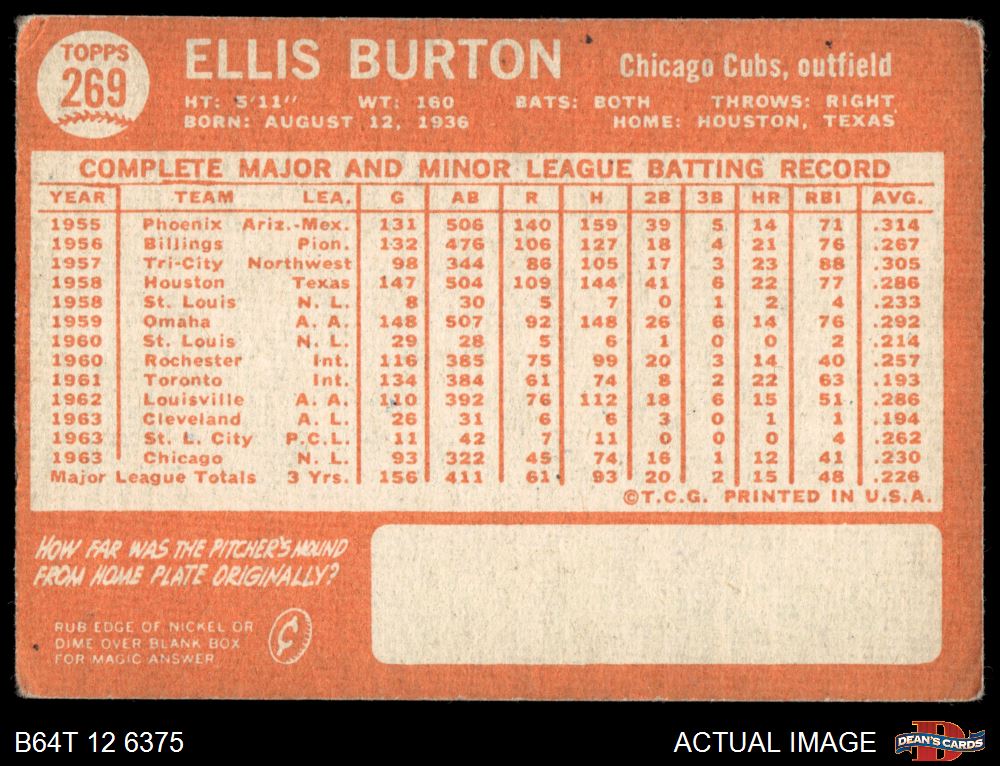 TOPPS
269
ELLIS BURTON
Chicago Cubs, outfield
HT: 5'11" WT: 160 BATS: BOTH THROWS: RIGHT
BORN: AUGUST 12, 1936 HOME: HOUSTON, TEXAS
COMPLETE MAJOR AND MINOR LEAGUE BATTING RECORD
YEAR TEAM LEA. G AB R H 2B 3B HR RBI AVG.
1955 Phoenix Ariz.-Mex. 131 506 140 159 39 5 14 71 .314
1956 Billings Pion. 132 476 106 127 18 4 21 76 .267
1957 Tri-City Northwest 98 344 86 105 17 3 23 88 .305
1958 Houston Texas 147 504 109 144 41 6 22 77 .286
1958 St. Louis N. L. 8 30 5 7 0 1 2 4 .233
1959 Omaha A. A. 148 507 92 148 26 6 14 76 .292
1960 St. Louis N. L. 29 28 5 6 1 0 0 2 .214
1960 Rochester Int. 116 385 75 99 20 3 14 40 .257
1961 Toronto Int. 134 384 61 74 8 2 22 63 .193
1962 Louisville A. A. 110 392 76 112 18 6 15 51 .286
1963 Cleveland A. L. 26 31 6 6 3 0 1 1 .194
1963 St. L. City P.C.L. 11 42 7 11 0 0 0 4 .262
1963 Chicago N. L. 93 322 45 74 16 1 12 41 .230
Major League Totals 3 Yrs. 156 411 61 93 20 2 15 48 .226
©T.C.G. PRINTED IN U.S.A.
HOW FAR WAS THE PITCHER'S MOUND
FROM HOME PLATE ORIGINALLY?
RUB EDGE OF NICKEL OR
DIME OVER BLANK BOX
FOR MAGIC ANSWER
¢
B64T 12 6375
ACTUAL IMAGE
DEAN'S CARDS